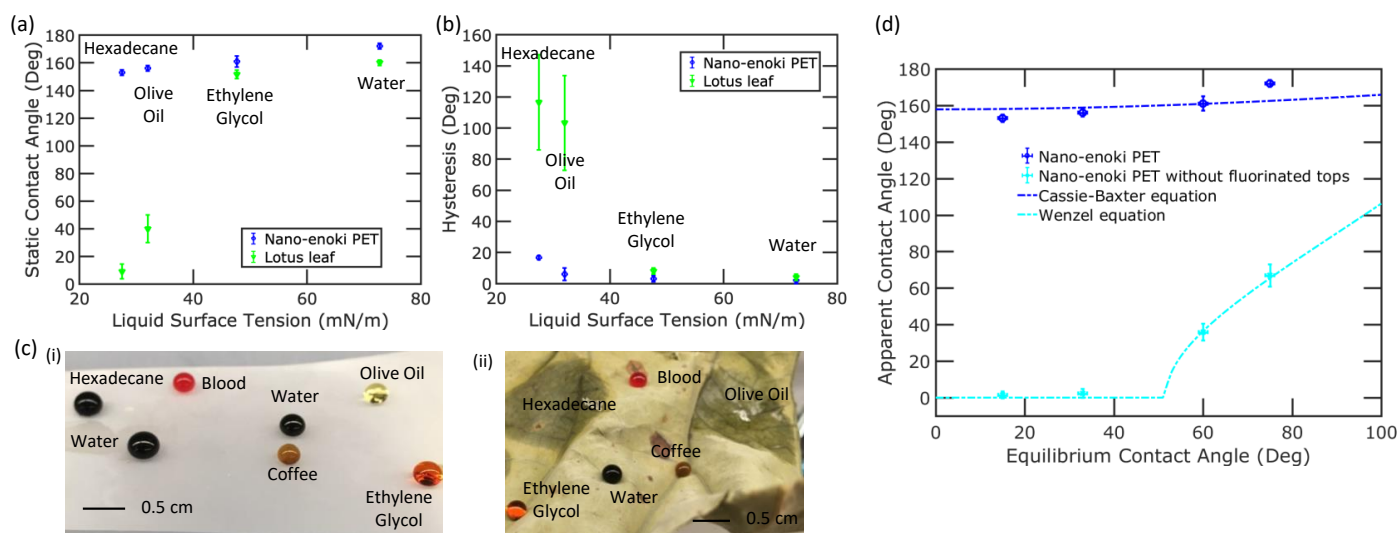 (a)
180
160
140
120
100
80
60
40
20
0
20
40
60
80
Static Contact Angle (Deg)
Liquid Surface Tension (mN/m)
Hexadecane
Olive
Oil
Ethylene
Glycol
Water
Nano-enoki PET
Lotus leaf
(b)
160
140
120
100
80
60
40
20
0
20
40
60
80
Hysteresis (Deg)
Liquid Surface Tension (mN/m)
Hexadecane
Olive
Oil
Ethylene
Glycol
Water
Nano-enoki PET
Lotus leaf
(c)
(i)
Hexadecane
Blood
Water
Olive Oil
Water
Coffee
Ethylene
Glycol
0.5 cm
(ii)
Blood
Hexadecane
Olive Oil
Coffee
Ethylene
Glycol
Water
0.5 cm
(d)
180
160
140
120
100
80
60
40
20
0
0
20
40
60
80
100
Apparent Contact Angle (Deg)
Equilibrium Contact Angle (Deg)
Nano-enoki PET
Nano-enoki PET without fluorinated tops
Cassie-Baxter equation
Wenzel equation